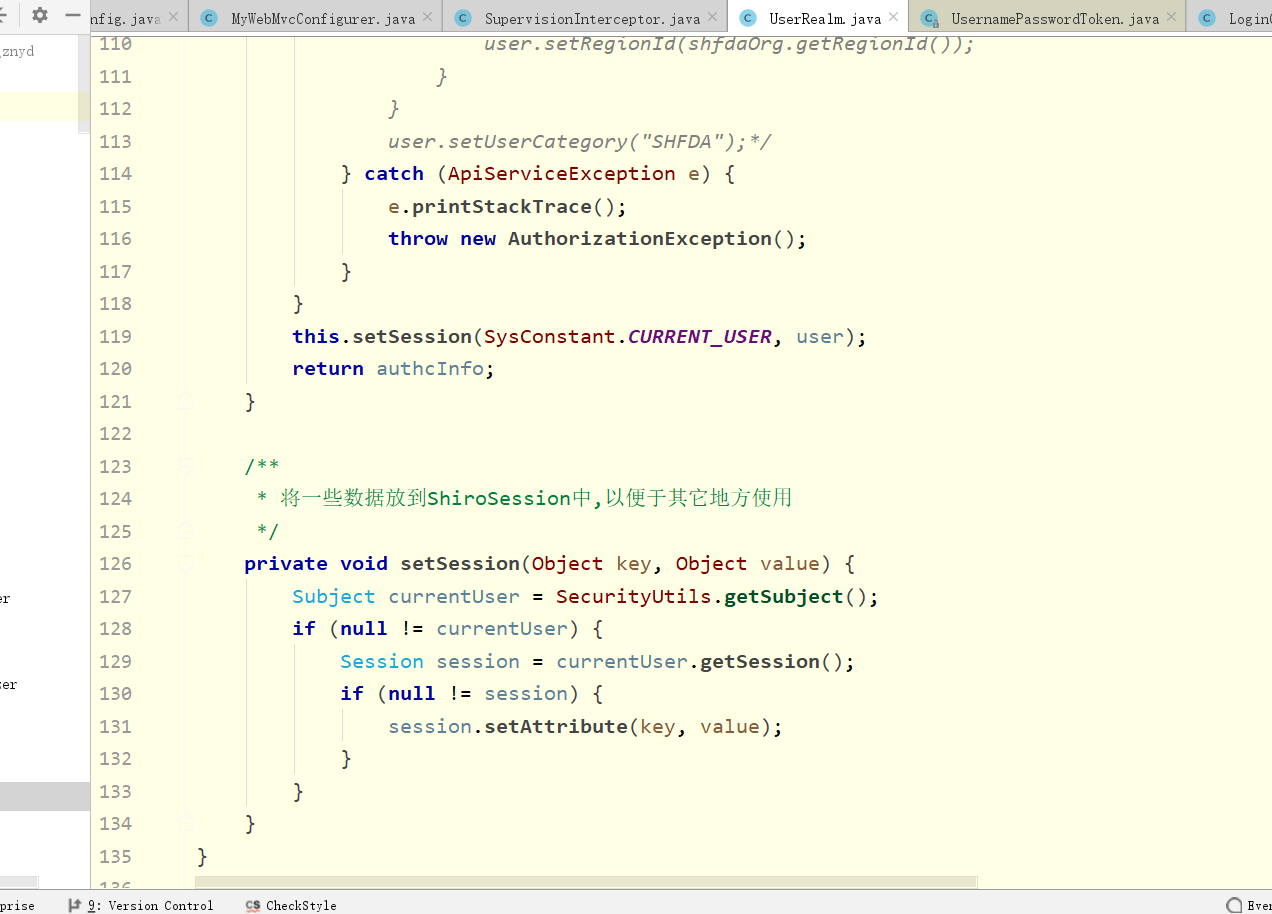 nfig.java MyWebMvcConfigurer.java SupervisionInterceptor.java UserRealm.java UsernamePasswordToken.java Login
znyd
110 user.setRegionId(shfdaOrg.getRegionId());
111 }
112 }
113 user.setUserCategory("SHFDA");*/
114 } catch (ApiServiceException e) {
115 e.printStackTrace();
116 throw new AuthorizationException();
117 }
118 }
119 this.setSession(SysConstant.CURRENT_USER, user);
120 return authcInfo;
121 }
122
123 /**
124 * 将一些数据放到ShiroSession中,以便于其它地方使用
125 */
126 private void setSession(Object key, Object value) {
127 Subject currentUser = SecurityUtils.getSubject();
128 if (null != currentUser) {
129 Session session = currentUser.getSession();
130 if (null != session) {
131 session.setAttribute(key, value);
132 }
133 }
134 }
135 }
136
er
er
prise 9: Version Control CheckStyle Even